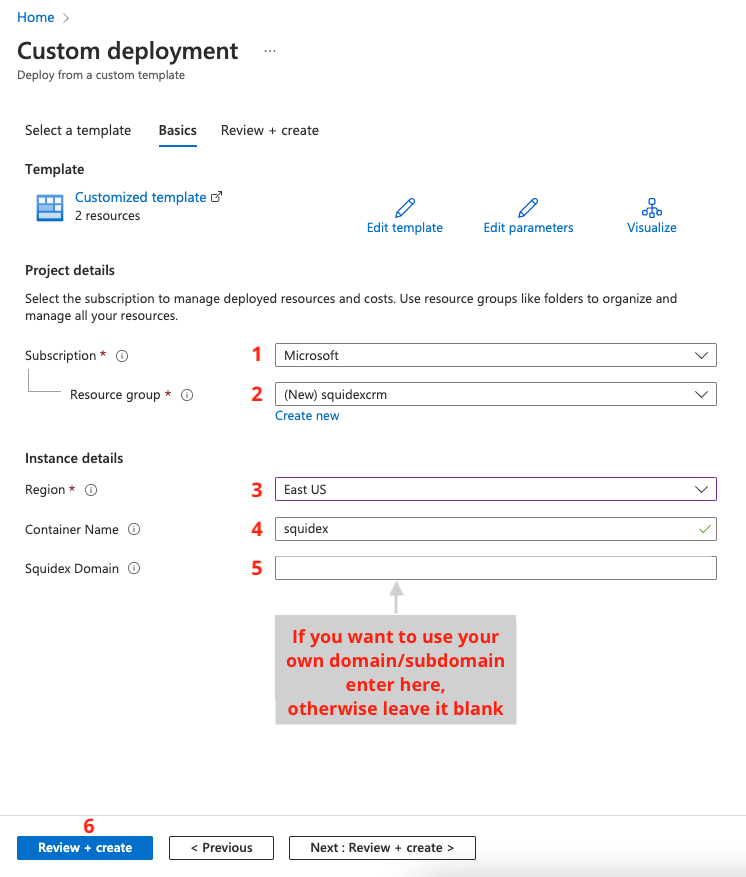 Home
Custom deployment ...
Deploy from a custom template
Select a template Basics Review + create
Template
Customized template
2 resources
Edit template Edit parameters Visualize
Project details
Select the subscription to manage deployed resources and costs. Use resource groups like folders to organize and
manage all your resources.
Subscription * 1 Microsoft
Resource group * 2 (New) squidexcrm
Create new
Instance details
Region * 3 East US
Container Name 4 squidex
Squidex Domain 5
If you want to use your
own domain/subdomain
enter here,
otherwise leave it blank
6
Review + create < Previous Next : Review + create >